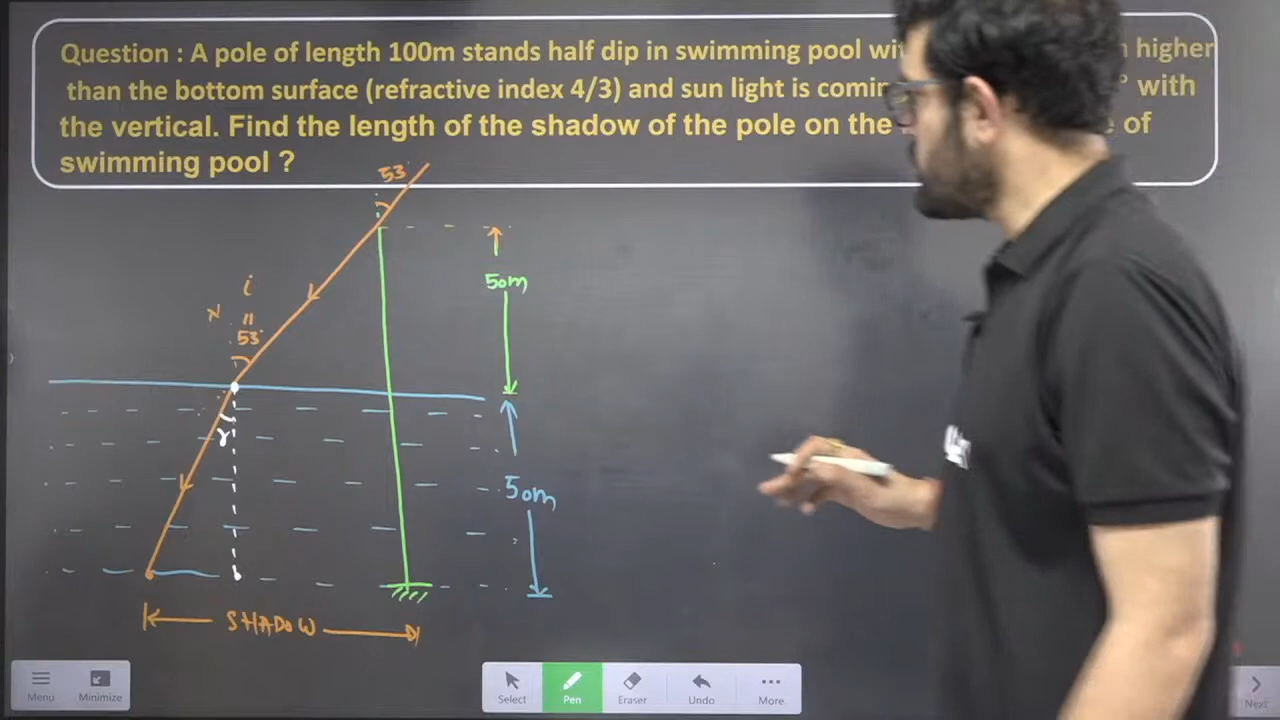 Question : A pole of length 100m stands half dip in swimming pool higher
than the bottom surface (refractive index 4/3) and sun light is with
the vertical. Find the length of the shadow of the pole on the of
swimming pool ?
53°
50m
i
N
=
53°
r
50m
SHADOW
Menu
Minimize
Select
Pen
Eraser
Undo
More
Next